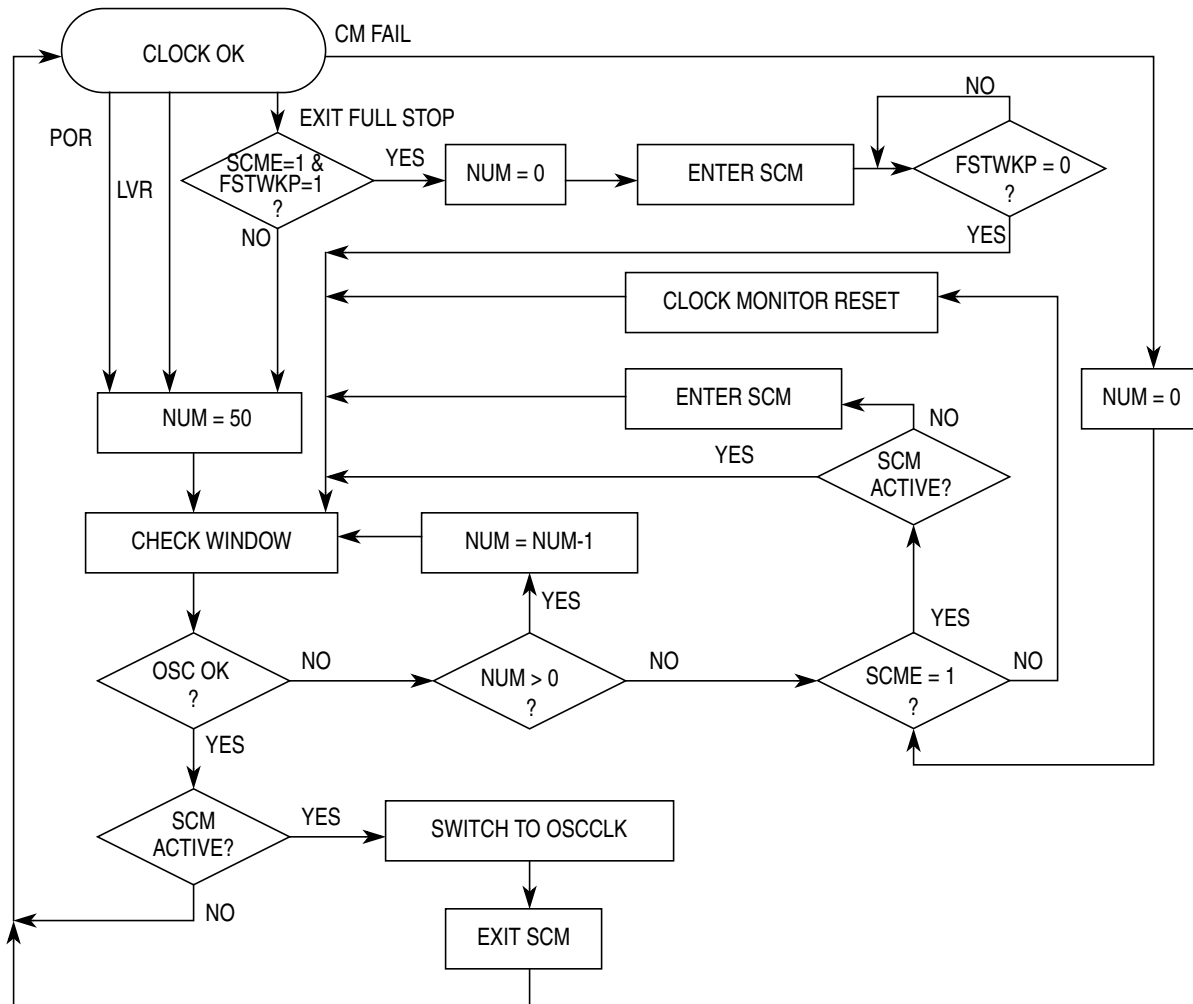 CLOCK OK
CM FAIL
POR
LVR
EXIT FULL STOP
SCME=1 &
FSTWKP=1
?
YES
NO
NUM = 0
ENTER SCM
NO
FSTWKP = 0
?
YES
CLOCK MONITOR RESET
NUM = 50
ENTER SCM
NO
NUM = 0
YES
SCM
ACTIVE?
CHECK WINDOW
NUM = NUM-1
YES
YES
OSC OK
?
NO
NUM > 0
?
NO
SCME = 1
?
NO
YES
SCM
ACTIVE?
YES
SWITCH TO OSCCLK
NO
EXIT SCM